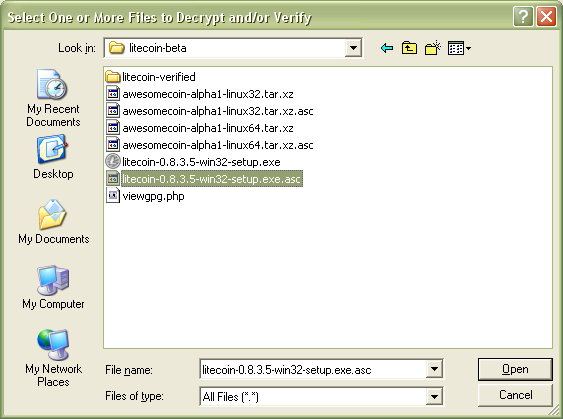 Select One or More Files to Decrypt and/or Verify
Look in: litecoin-beta
My Recent
Documents
Desktop
My Documents
My Computer
My Network
Places
litecoin-verified
awesomecoin-alpha1-linux32.tar.xz
awesomecoin-alpha1-linux32.tar.xz.asc
awesomecoin-alpha1-linux64.tar.xz
awesomecoin-alpha1-linux64.tar.xz.asc
litecoin-0.8.3.5-win32-setup.exe
litecoin-0.8.3.5-win32-setup.exe.asc
viewgpg.php
File name: litecoin-0.8.3.5-win32-setup.exe.asc Open
Files of type: All Files (*.*) Cancel